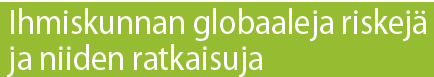 Ihmiskunnan globaaleja riskejä
ja niiden ratkaisuja